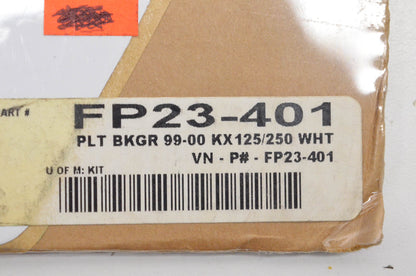 ART #
FP23-401
PLT BKGR 99-00 KX125/250 WHT
VN - P# - FP23-401
U OF M: KIT